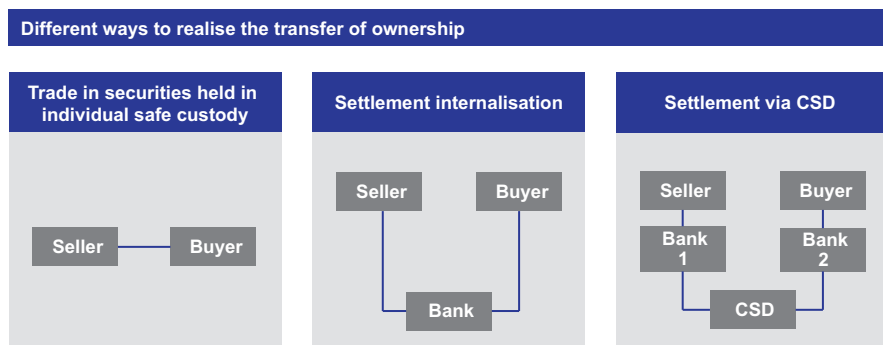 Different ways to realise the transfer of ownership
Trade in securities held in
individual safe custody
Seller
Buyer
Settlement internalisation
Seller
Buyer
Bank
Settlement via CSD
Seller
Buyer
Bank
1
Bank
2
CSD